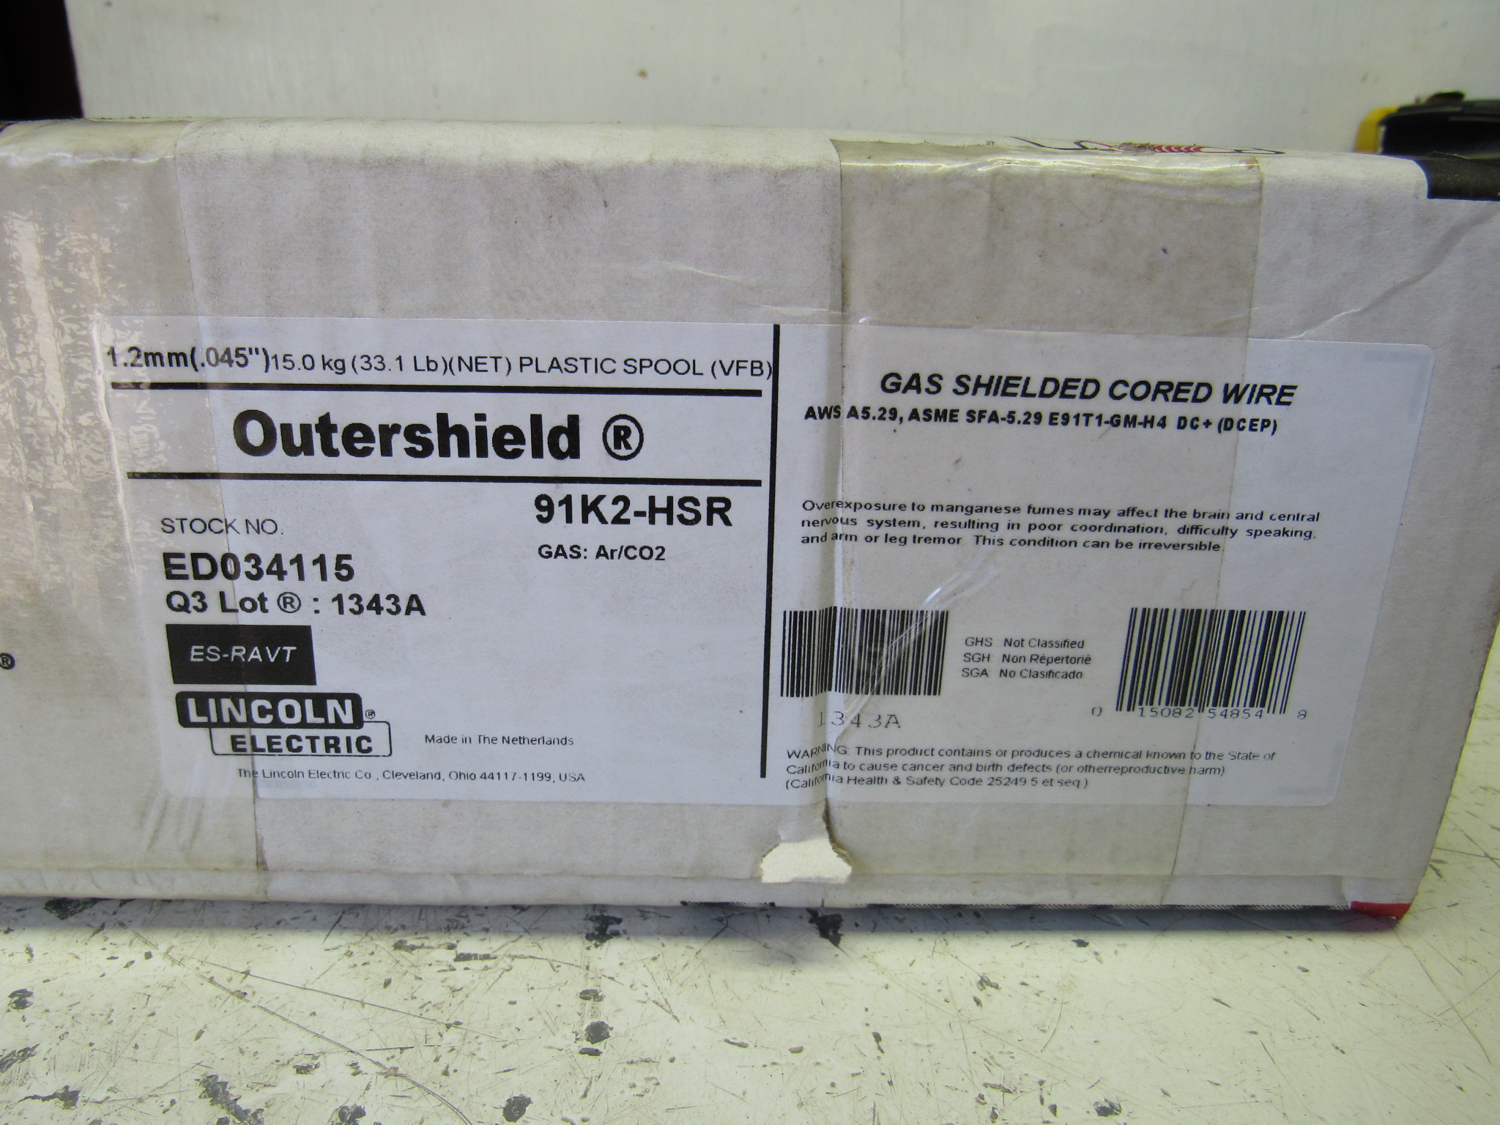 1.2mm(.045")15.0 kg (33.1 Lb)(NET) PLASTIC SPOOL (VFB)
Outershield ®
91K2-HSR
STOCK NO.
GAS: Ar/CO2
ED034115
Q3 Lot ® : 1343A
ES-RAVT
®
LINCOLN ®
ELECTRIC
Made in The Netherlands
The Lincoln Electric Co., Cleveland, Ohio 44117-1199, USA
GAS SHIELDED CORED WIRE
AWS A5.29, ASME SFA-5.29 E91T1-GM-H4 DC+ (DCEP)
Overexposure to manganese fumes may affect the brain and central
nervous system, resulting in poor coordination, difficulty speaking,
and arm or leg tremor. This condition can be irreversible.
GHS Not Classified
SGH Non Répertorié
SGA No Clasificado
1343A
0 15082 54854 8
WARNING: This product contains or produces a chemical known to the State of
California to cause cancer and birth defects (or otherreproductive harm)
(California Health & Safety Code 25249.5 et seq.)